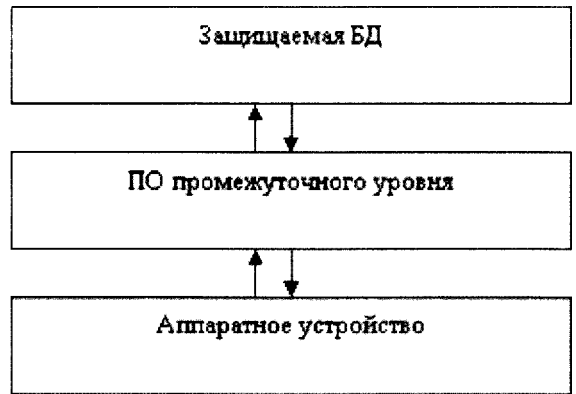 Защищаемая БД
ПО промежуточного уровня
Аппаратное устройство